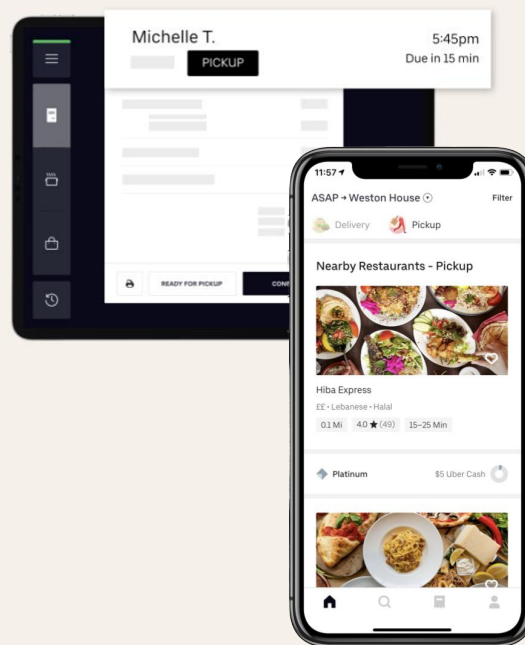 Michelle T.
5:45pm
PICKUP
Due in 15 min
READY FOR PICKUP
11:57
ASAP → Weston House
Filter
Delivery
Pickup
Nearby Restaurants - Pickup
Hiba Express
££ • Lebanese • Halal
0.1 Mi 4.0 ★ (49) 15–25 Min
Platinum
$5 Uber Cash